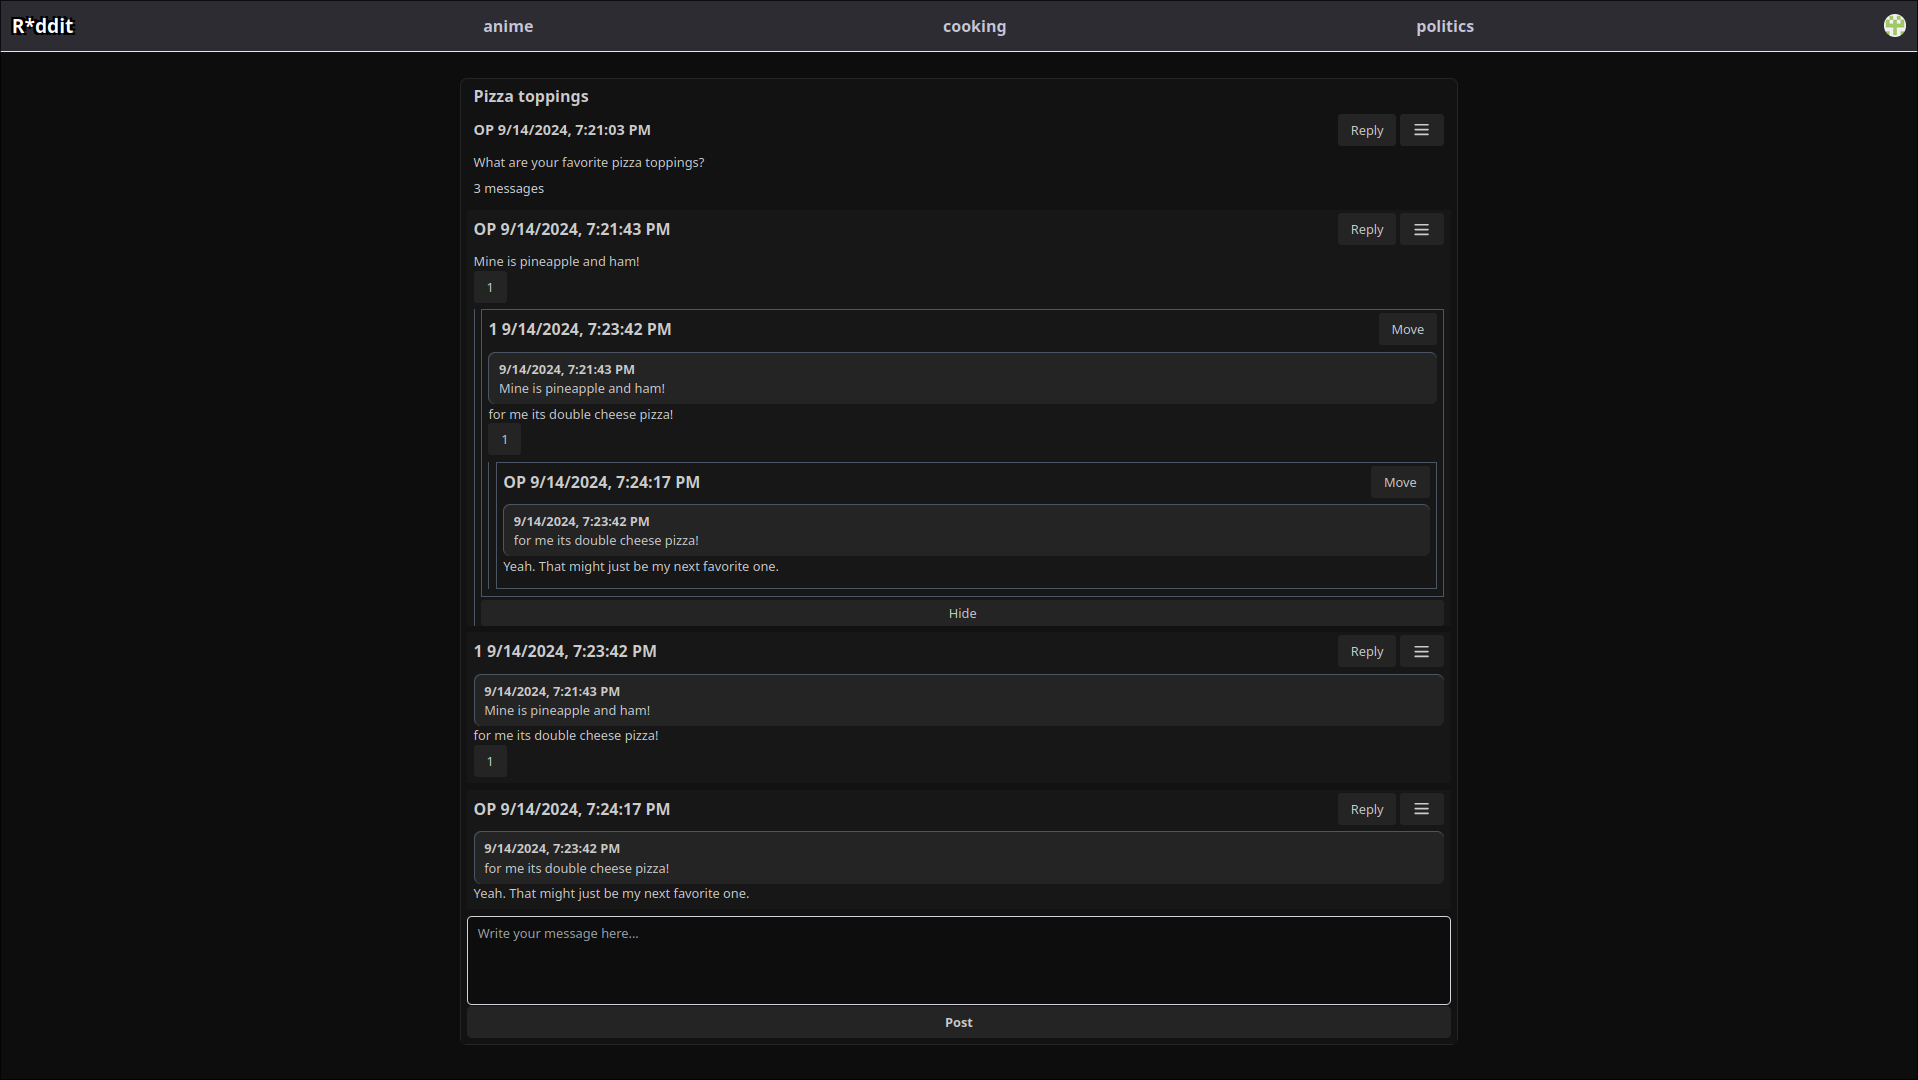 R*ddit anime cooking politics
Pizza toppings
OP 9/14/2024, 7:21:03 PM Reply
What are your favorite pizza toppings?
3 messages
OP 9/14/2024, 7:21:43 PM Reply
Mine is pineapple and ham!
1
1 9/14/2024, 7:23:42 PM Move
9/14/2024, 7:21:43 PM
Mine is pineapple and ham!
for me its double cheese pizza!
1
OP 9/14/2024, 7:24:17 PM Move
9/14/2024, 7:23:42 PM
for me its double cheese pizza!
Yeah. That might just be my next favorite one.
Hide
1 9/14/2024, 7:23:42 PM Reply
9/14/2024, 7:21:43 PM
Mine is pineapple and ham!
for me its double cheese pizza!
1
OP 9/14/2024, 7:24:17 PM Reply
9/14/2024, 7:23:42 PM
for me its double cheese pizza!
Yeah. That might just be my next favorite one.
Write your message here...
Post